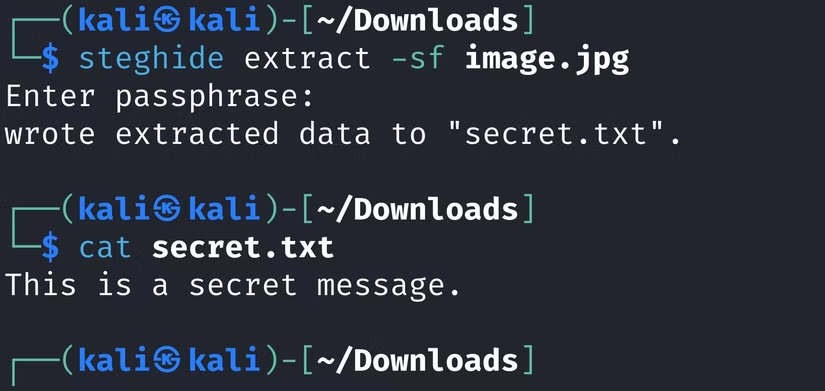 ┌──(kali㉿kali)-[~/Downloads]
└─$ steghide extract -sf image.jpg
Enter passphrase:
wrote extracted data to "secret.txt".
┌──(kali㉿kali)-[~/Downloads]
└─$ cat secret.txt
This is a secret message.
┌──(kali㉿kali)-[~/Downloads]